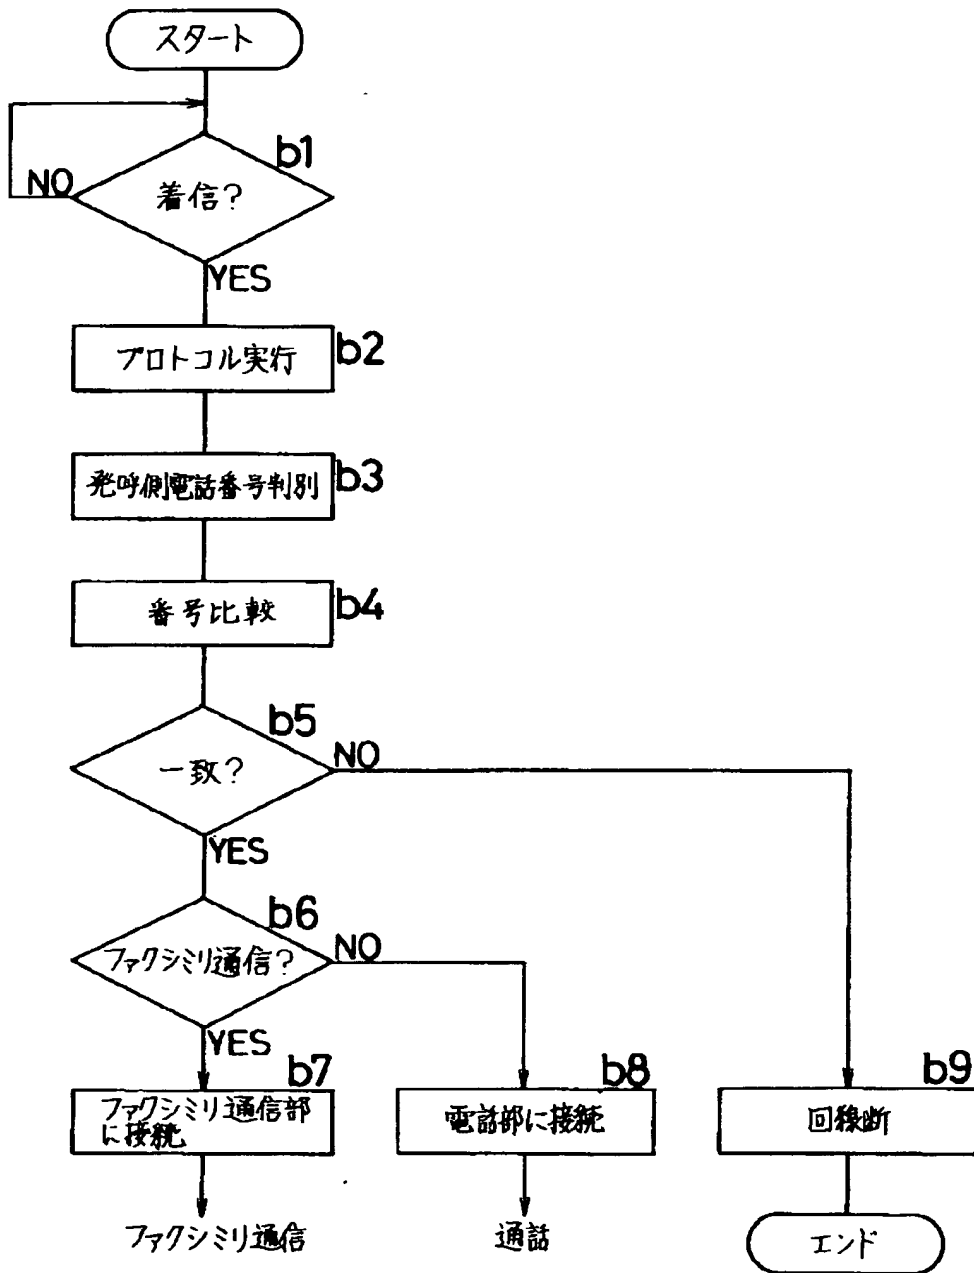 スタート
b1
着信?
NO
YES
プロトコル実行
b2
発呼側電話番号判別
b3
番号比較
b4
b5
一致?
NO
YES
b6
ファクシミリ通信?
NO
YES
b7
ファクシミリ通信部
に接続
b8
電話部に接続
b9
回線断
ファクシミリ通信
通話
エンド